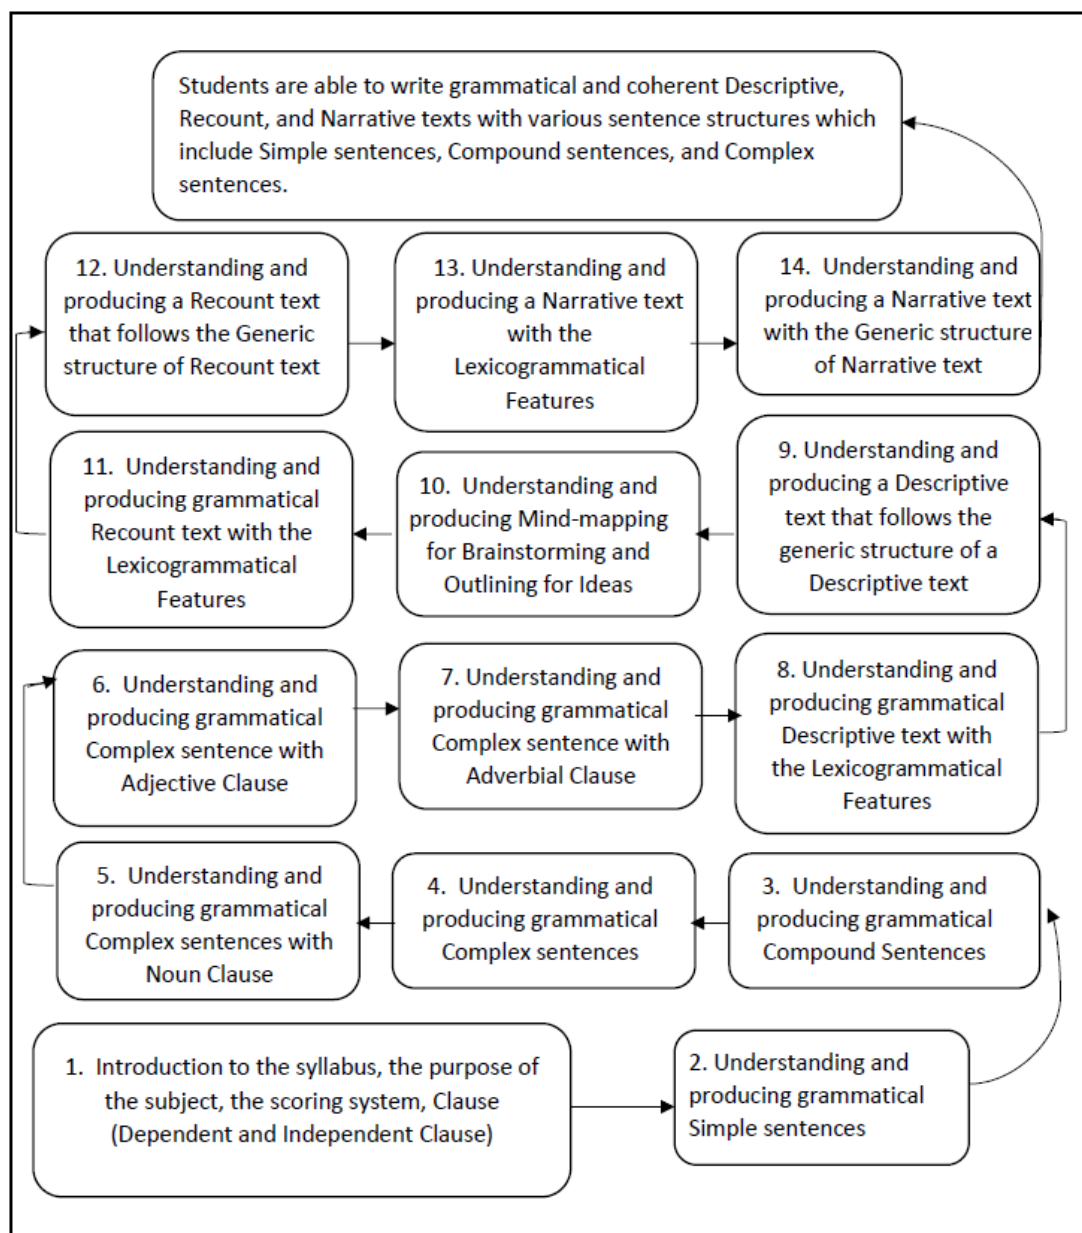 Students are able to write grammatical and coherent Descriptive,
Recount, and Narrative texts with various sentence structures which
include Simple sentences, Compound sentences, and Complex
sentences.
12. Understanding and
producing a Recount text
that follows the Generic
structure of Recount text
13. Understanding and
producing a Narrative text
with the
Lexicogrammatical
Features
14. Understanding and
producing a Narrative text
with the Generic structure
of Narrative text
11. Understanding and
producing grammatical
Recount text with the
Lexicogrammatical
Features
10. Understanding and
producing Mind-mapping
for Brainstorming and
Outlining for Ideas
9. Understanding and
producing a Descriptive
text that follows the
generic structure of a
Descriptive text
6. Understanding and
producing grammatical
Complex sentence with
Adjective Clause
7. Understanding and
producing grammatical
Complex sentence with
Adverbial Clause
8. Understanding and
producing grammatical
Descriptive text with
the Lexicogrammatical
Features
5. Understanding and
producing grammatical
Complex sentences with
Noun Clause
4. Understanding and
producing grammatical
Complex sentences
3. Understanding and
producing grammatical
Compound Sentences
1. Introduction to the syllabus, the purpose of
the subject, the scoring system, Clause
(Dependent and Independent Clause)
2. Understanding and
producing grammatical
Simple sentences